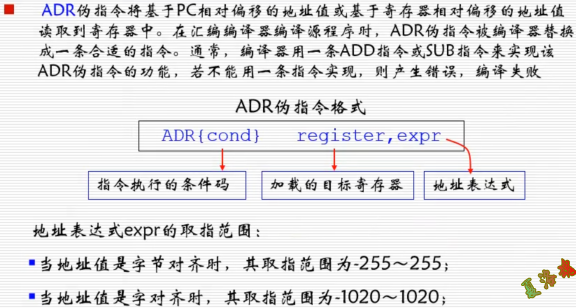 ADR伪指令将基于PC相对偏移的地址值或基于寄存器相对偏移的地址值
读取到寄存器中。在汇编编译器编译源程序时，ADR伪指令被编译器替换
成一条合适的指令。通常，编译器用一条ADD指令或SUB指令来实现该
ADR伪指令的功能，若不能用一条指令实现，则产生错误，编译失败
ADR伪指令格式
ADR{cond} register,expr
指令执行的条件码 加载的目标寄存器 地址表达式
地址表达式expr的取指范围：
当地址值是字节对齐时，其取指范围为-255～255；
当地址值是字对齐时，其取指范围为-1020～1020；